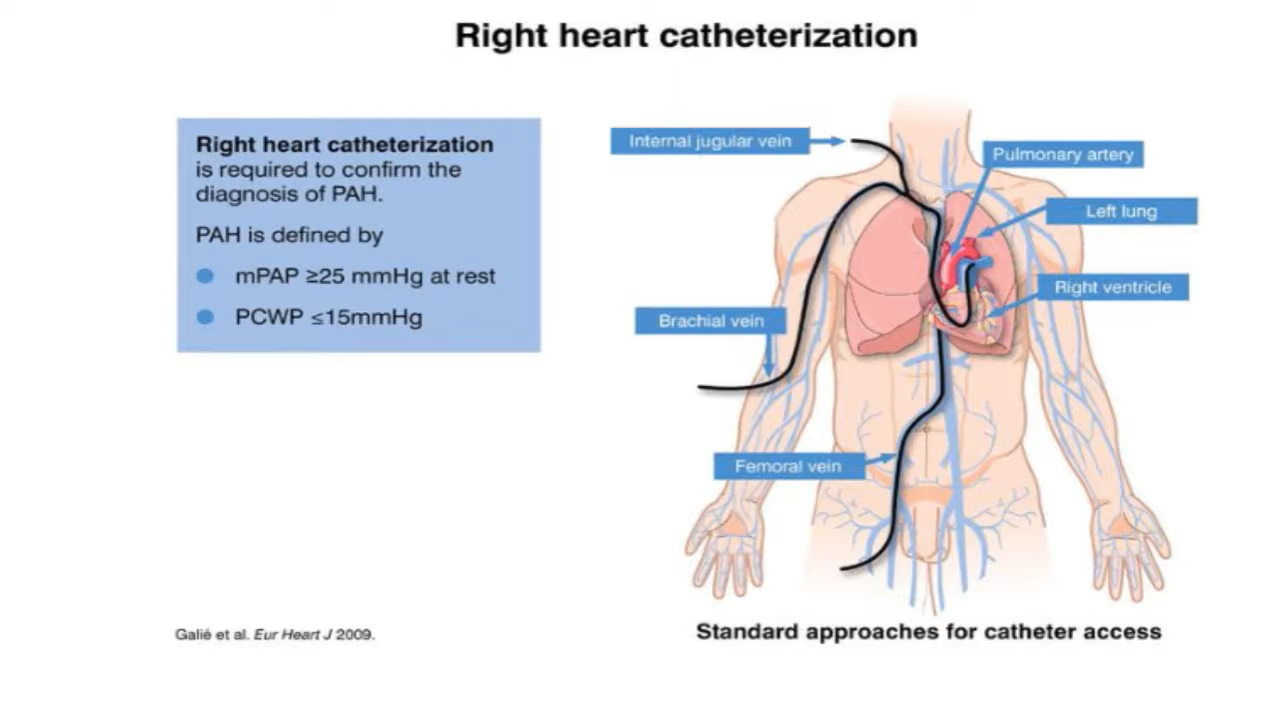 Right heart catheterization
Right heart catheterization
is required to confirm the
diagnosis of PAH.
PAH is defined by
mPAP ≥25 mmHg at rest
PCWP ≤15mmHg
Internal jugular vein
Pulmonary artery
Left lung
Right ventricle
Brachial vein
Femoral vein
Galié et al. Eur Heart J 2009.
Standard approaches for catheter access